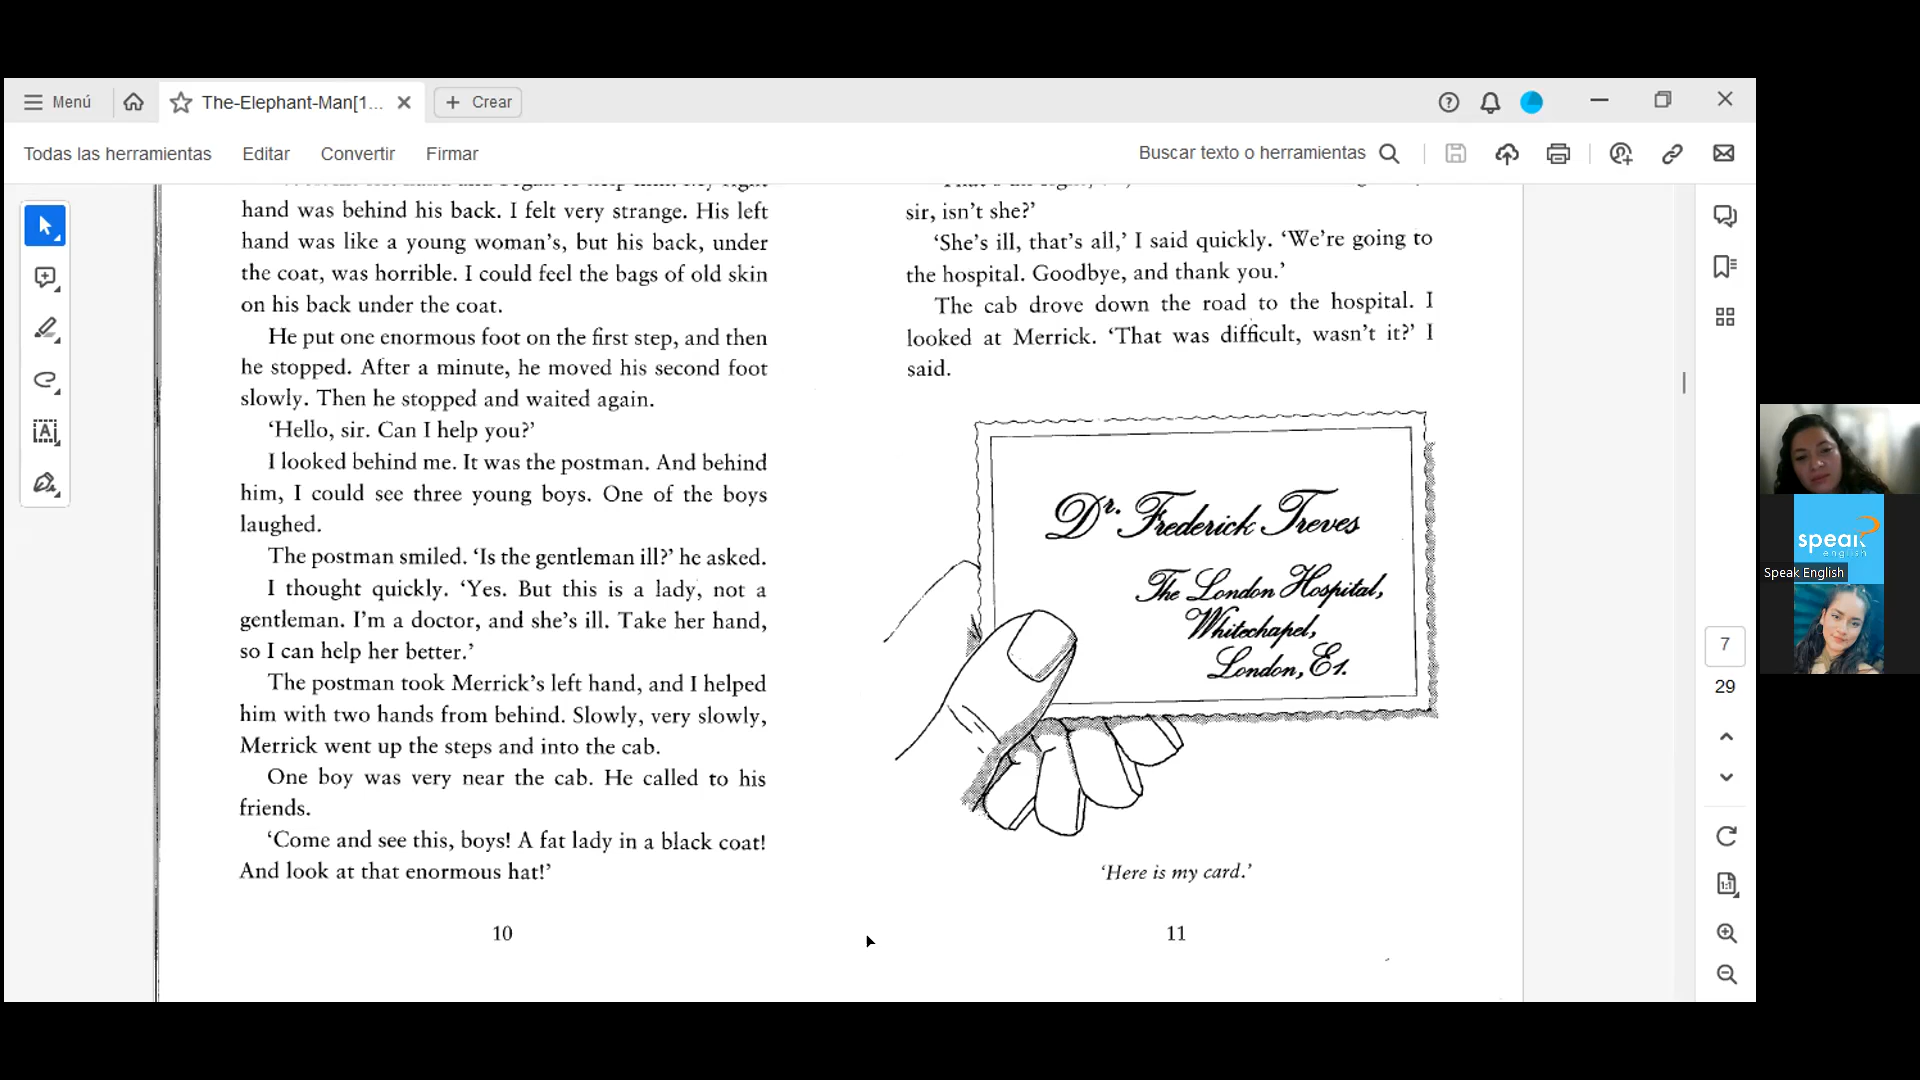 Menú
The-Elephant-Man[1...
Crear
Todas las herramientas
Editar
Convertir
Firmar
Buscar texto o herramientas
hand was behind his back. I felt very strange. His left
hand was like a young woman's, but his back, under
the coat, was horrible. I could feel the bags of old skin
on his back under the coat.
He put one enormous foot on the first step, and then
he stopped. After a minute, he moved his second foot
slowly. Then he stopped and waited again.
‘Hello, sir. Can I help you?’
I looked behind me. It was the postman. And behind
him, I could see three young boys. One of the boys
laughed.
The postman smiled. ‘Is the gentleman ill?’ he asked.
I thought quickly. ‘Yes. But this is a lady, not a
gentleman. I'm a doctor, and she's ill. Take her hand,
so I can help her better.’
The postman took Merrick's left hand, and I helped
him with two hands from behind. Slowly, very slowly,
Merrick went up the steps and into the cab.
One boy was very near the cab. He called to his
friends.
‘Come and see this, boys! A fat lady in a black coat!
And look at that enormous hat!’
10
sir, isn't she?’
‘She's ill, that's all,’ I said quickly. ‘We're going to
the hospital. Goodbye, and thank you.’
The cab drove down the road to the hospital. I
looked at Merrick. ‘That was difficult, wasn't it?’ I
said.
Dr. Frederick Treves
The London Hospital,
Whitechapel,
London, E1.
‘Here is my card.’
11
7
29
1:1
speak
english
Speak English